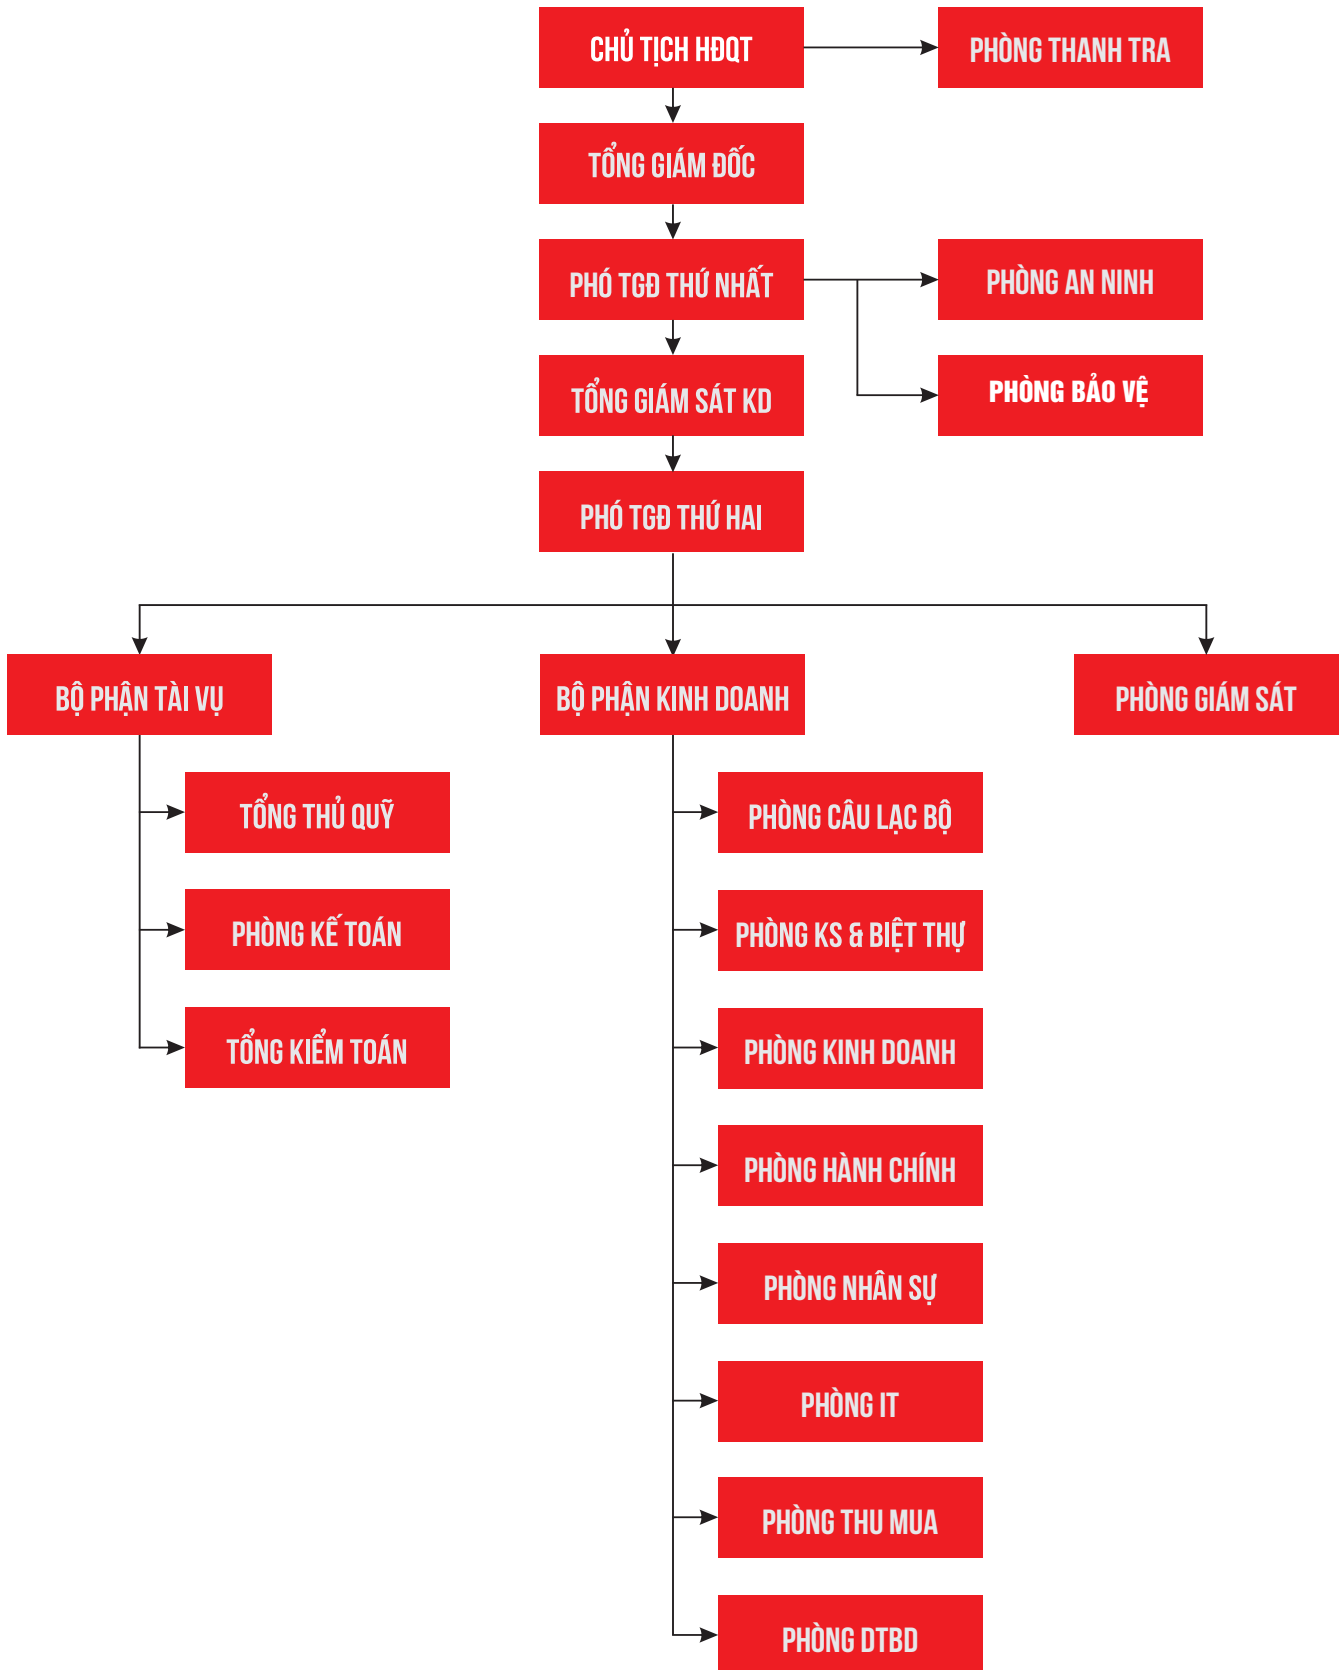 CHỦ TỊCH HĐQT
PHÒNG THANH TRA
TỔNG GIÁM ĐỐC
PHÓ TGĐ THỨ NHẤT
PHÒNG AN NINH
TỔNG GIÁM SÁT KD
PHÒNG BẢO VỆ
PHÓ TGĐ THỨ HAI
BỘ PHẬN TÀI VỤ
BỘ PHẬN KINH DOANH
PHÒNG GIÁM SÁT
TỔNG THỦ QUỸ
PHÒNG KẾ TOÁN
TỔNG KIỂM TOÁN
PHÒNG CÂU LẠC BỘ
PHÒNG KS & BIỆT THỰ
PHÒNG KINH DOANH
PHÒNG HÀNH CHÍNH
PHÒNG NHÂN SỰ
PHÒNG IT
PHÒNG THU MUA
PHÒNG DTBD